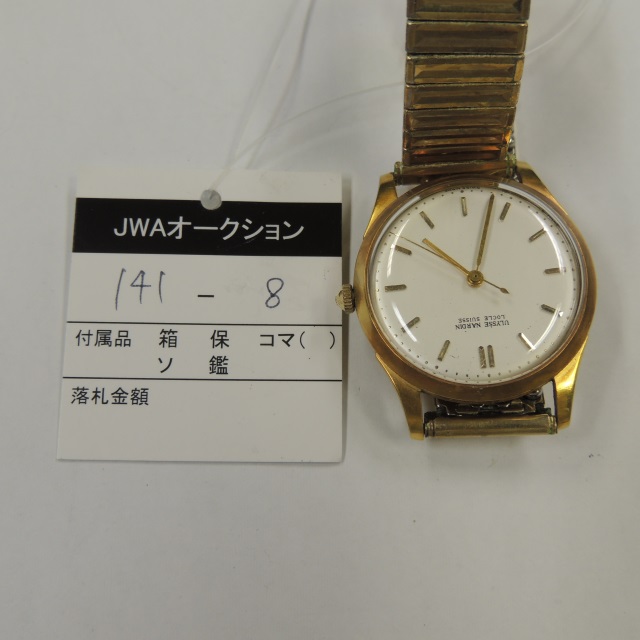 JWAオークション
141 - 8
付属品 箱 保 コマ( )
ソ 鑑
落札金額
ULYSSE NARDIN
LOCLE SUISSE